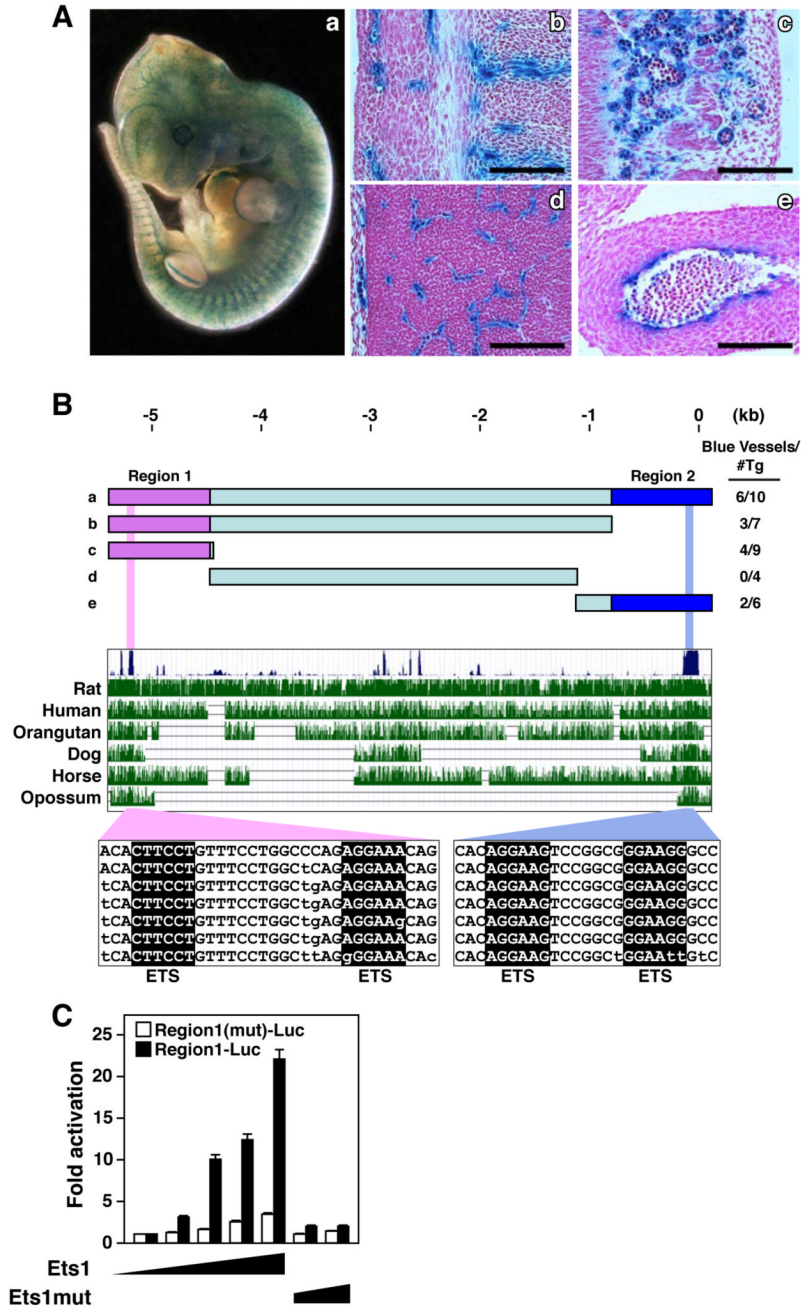 A
a
b
c
d
e
B
-5 -4 -3 -2 -1 0 (kb)
Blue Vessels/
#Tg
Region 1 Region 2
a 6/10
b 3/7
c 4/9
d 0/4
e 2/6
Rat
Human
Orangutan
Dog
Horse
Opossum
ACACTTCCTGTTTCCTGGCCCAGAGGAAACAG CACAGGAAGTCCGGCGGGAAGGGCC
ACACTTCCTGTTTCCTGGCtCAGAGGAAACAG CACAGGAAGTCCGGCGGGAAGGGCC
tCACTTCCTGTTTCCTGGCtgAGAGGAAACAG CACAGGAAGTCCGGCGGGAAGGGCC
tCACTTCCTGTTTCCTGGCtgAGAGGAAACAG CACAGGAAGTCCGGCGGGAAGGGCC
tCACTTCCTGTTTCCTGGCtgAGAGGAAgCAG CACAGGAAGTCCGGCGGGAAGGGCC
tCACTTCCTGTTTCCTGGCtgAGAGGAAACAG CACAGGAAGTCCGGCGGGAAGGGCC
tCACTTCCTGTTTCCTGGCttAGgGGAAACAc CACAGGAAGTCCGGCtGGAAttGtC
ETS ETS ETS ETS
C
Region1(mut)-Luc
Region1-Luc
Fold activation
25
20
15
10
5
0
Ets1
Ets1mut